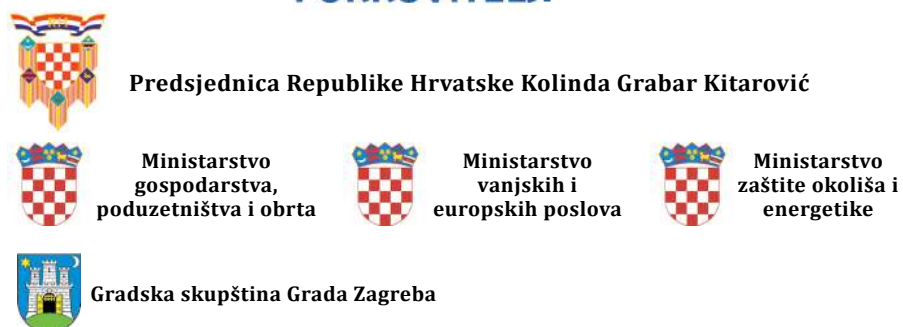 Predsjednica Republike Hrvatske Kolinda Grabar Kitarović
Ministarstvo
gospodarstva,
poduzetništva i obrta
Ministarstvo
vanjskih i
europskih poslova
Ministarstvo
zaštite okoliša i
energetike
Gradska skupština Grada Zagreba